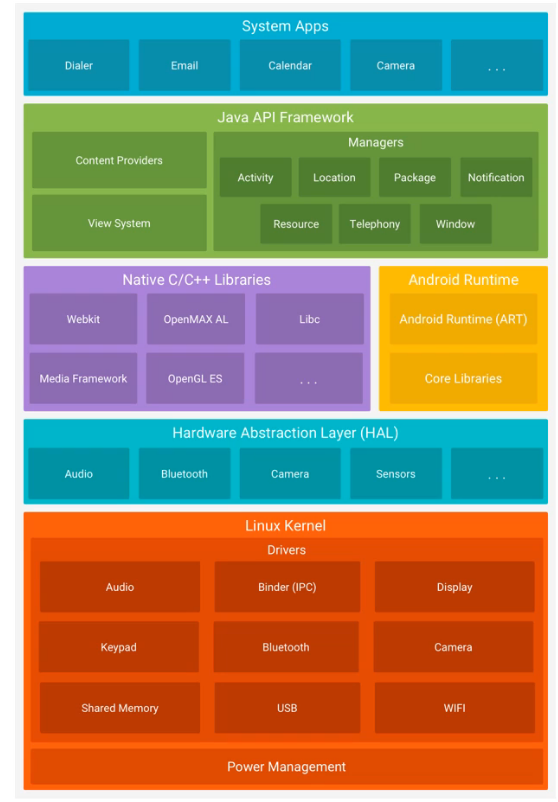 System Apps
Dialer
Email
Calendar
Camera
. . .
Java API Framework
Content Providers
View System
Managers
Activity
Location
Package
Notification
Resource
Telephony
Window
Native C/C++ Libraries
Webkit
OpenMAX AL
Libc
Media Framework
OpenGL ES
. . .
Android Runtime
Android Runtime (ART)
Core Libraries
Hardware Abstraction Layer (HAL)
Audio
Bluetooth
Camera
Sensors
. . .
Linux Kernel
Drivers
Audio
Binder (IPC)
Display
Keypad
Bluetooth
Camera
Shared Memory
USB
WIFI
Power Management